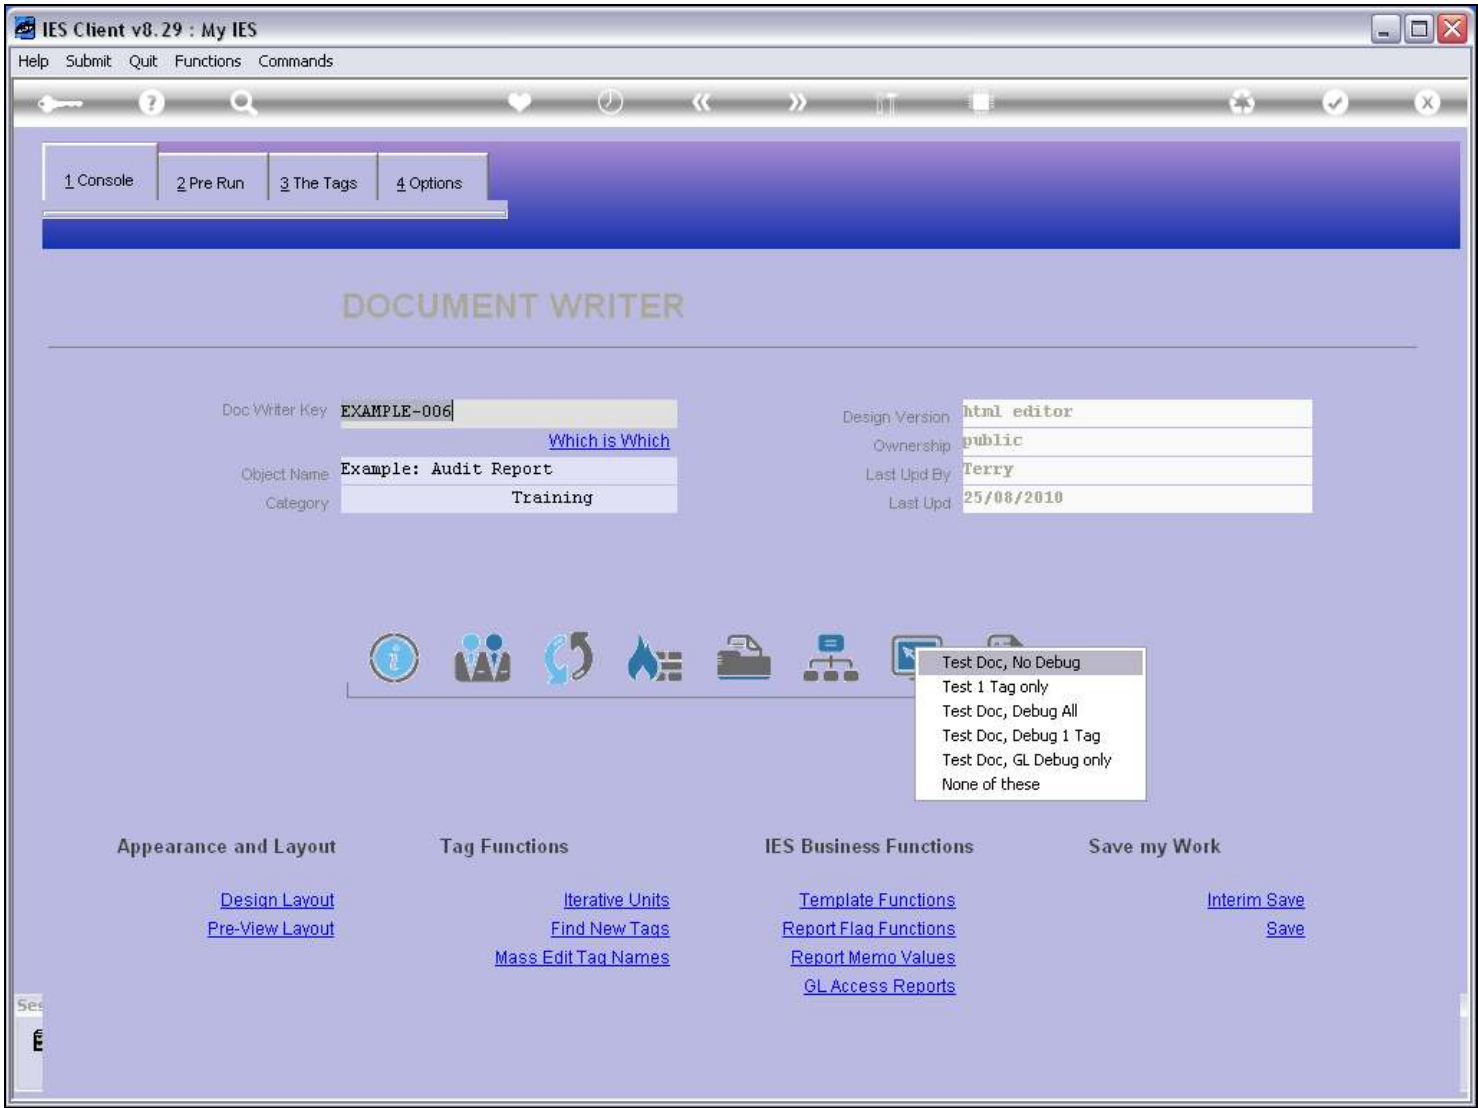 IES Client v8.29 : My IES
Help Submit Quit Functions Commands
1 Console 2 Pre Run 3 The Tags 4 Options
DOCUMENT WRITER
Doc Writer Key EXAMPLE-006
Which is Which
Object Name Example: Audit Report
Category Training
Design Version html editor
Ownership public
Last Upd By Terry
Last Upd 25/08/2010
Test Doc, No Debug
Test 1 Tag only
Test Doc, Debug All
Test Doc, Debug 1 Tag
Test Doc, GL Debug only
None of these
Appearance and Layout
Design Layout
Pre-View Layout
Tag Functions
Iterative Units
Find New Tags
Mass Edit Tag Names
IES Business Functions
Template Functions
Report Flag Functions
Report Memo Values
GL Access Reports
Save my Work
Interim Save
Save